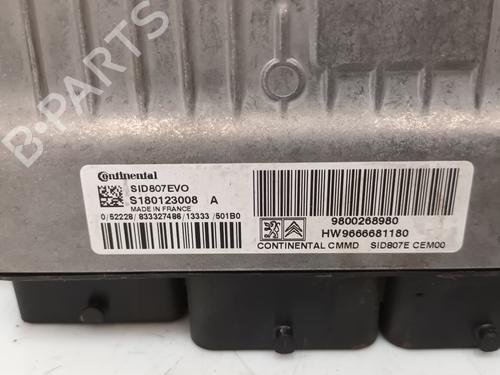 B-PARTS
Continental
SID807EVO
S180123008 A
MADE IN FRANCE
0/52228/833327486/13333/501B0
9800268980
HW9666681180
CONTINENTAL CMMD SID807E CEM00